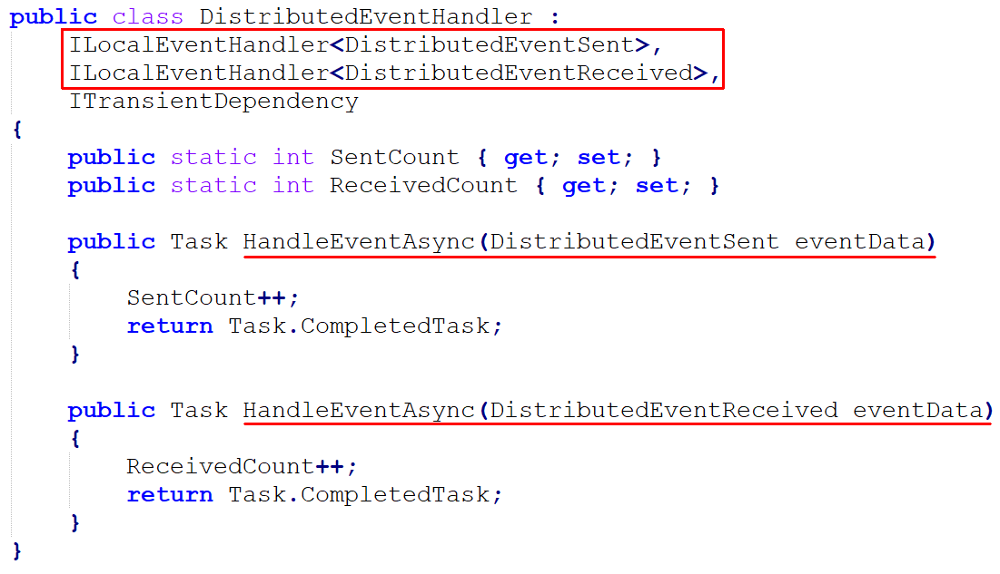 public class DistributedEventHandler :
    ILocalEventHandler<DistributedEventSent>,
    ILocalEventHandler<DistributedEventReceived>,
    ITransientDependency
{
    public static int SentCount { get; set; }
    public static int ReceivedCount { get; set; }

    public Task HandleEventAsync(DistributedEventSent eventData)
    {
        SentCount++;
        return Task.CompletedTask;
    }

    public Task HandleEventAsync(DistributedEventReceived eventData)
    {
        ReceivedCount++;
        return Task.CompletedTask;
    }
}